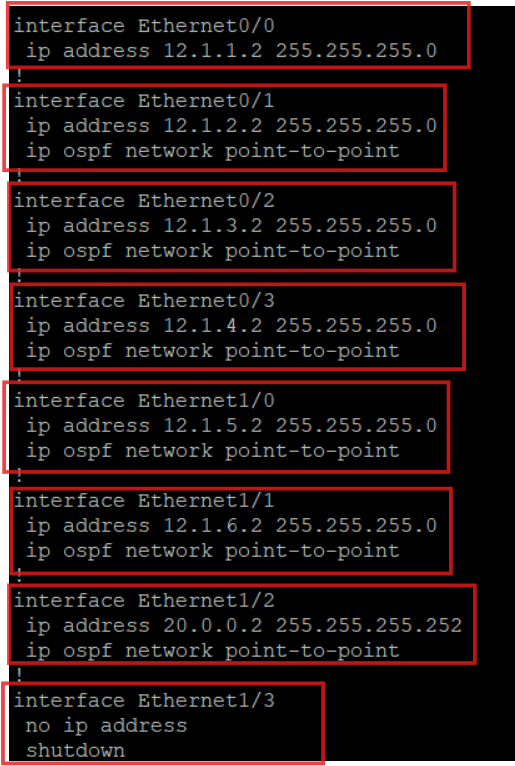 interface Ethernet0/0
ip address 12.1.1.2 255.255.255.0
!
interface Ethernet0/1
ip address 12.1.2.2 255.255.255.0
ip ospf network point-to-point
!
interface Ethernet0/2
ip address 12.1.3.2 255.255.255.0
ip ospf network point-to-point
!
interface Ethernet0/3
ip address 12.1.4.2 255.255.255.0
ip ospf network point-to-point
!
interface Ethernet1/0
ip address 12.1.5.2 255.255.255.0
ip ospf network point-to-point
!
interface Ethernet1/1
ip address 12.1.6.2 255.255.255.0
ip ospf network point-to-point
!
interface Ethernet1/2
ip address 20.0.0.2 255.255.255.252
ip ospf network point-to-point
!
interface Ethernet1/3
no ip address
shutdown